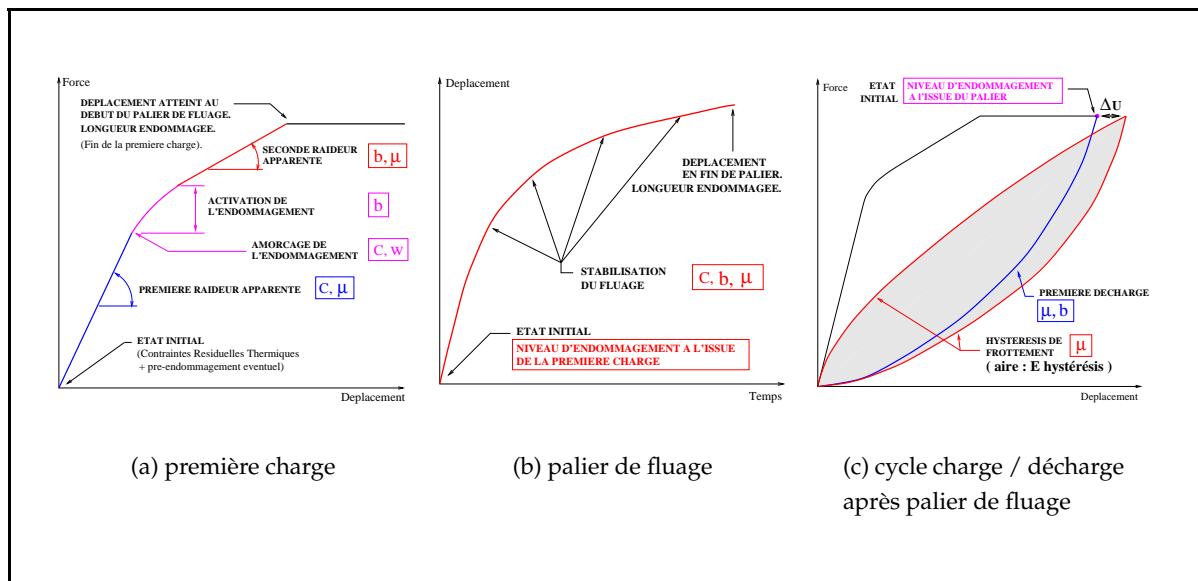 Force
DEPLACEMENT ATTEINT AU
DEBUT DU PALIER DE FLUAGE.
LONGUEUR ENDOMMAGEE.
(Fin de la premiere charge).
SECONDE RAIDEUR
APPARENTE
b, μ
ACTIVATION DE
L'ENDOMMAGEMENT
b
AMORCAGE DE
L'ENDOMMAGEMENT
C, w
PREMIERE RAIDEUR APPARENTE
C, μ
ETAT INITIAL
(Contraintes Residuelles Thermiques
+ pre-endommagement eventuel)
Deplacement
(a) première charge
Deplacement
DEPLACEMENT
EN FIN DE PALIER.
LONGUEUR ENDOMMAGEE.
STABILISATION
DU FLUAGE
C, b, μ
ETAT INITIAL
NIVEAU D'ENDOMMAGEMENT A L'ISSUE
DE LA PREMIERE CHARGE
Temps
(b) palier de fluage
Force
ETAT
INITIAL
NIVEAU D'ENDOMMAGEMENT
A l'ISSUE DU PALIER
ΔU
PREMIERE DECHARGE
μ, b
HYSTERESIS DE
FROTTEMENT
μ
( aire : E hystérésis )
Deplacement
(c) cycle charge / décharge
après palier de fluage